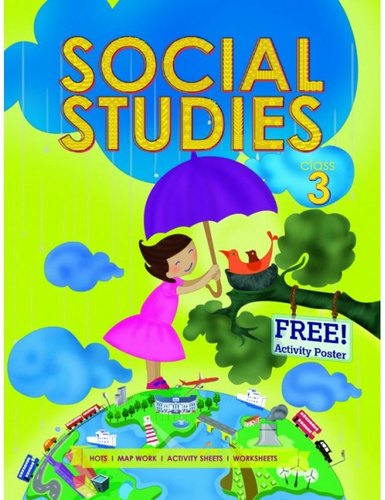 SOCIAL
STUDIES
class
3
FREE!
Activity Poster
HOTS I MAP WORK I ACTIVITY SHEETS I WORKSHEETS